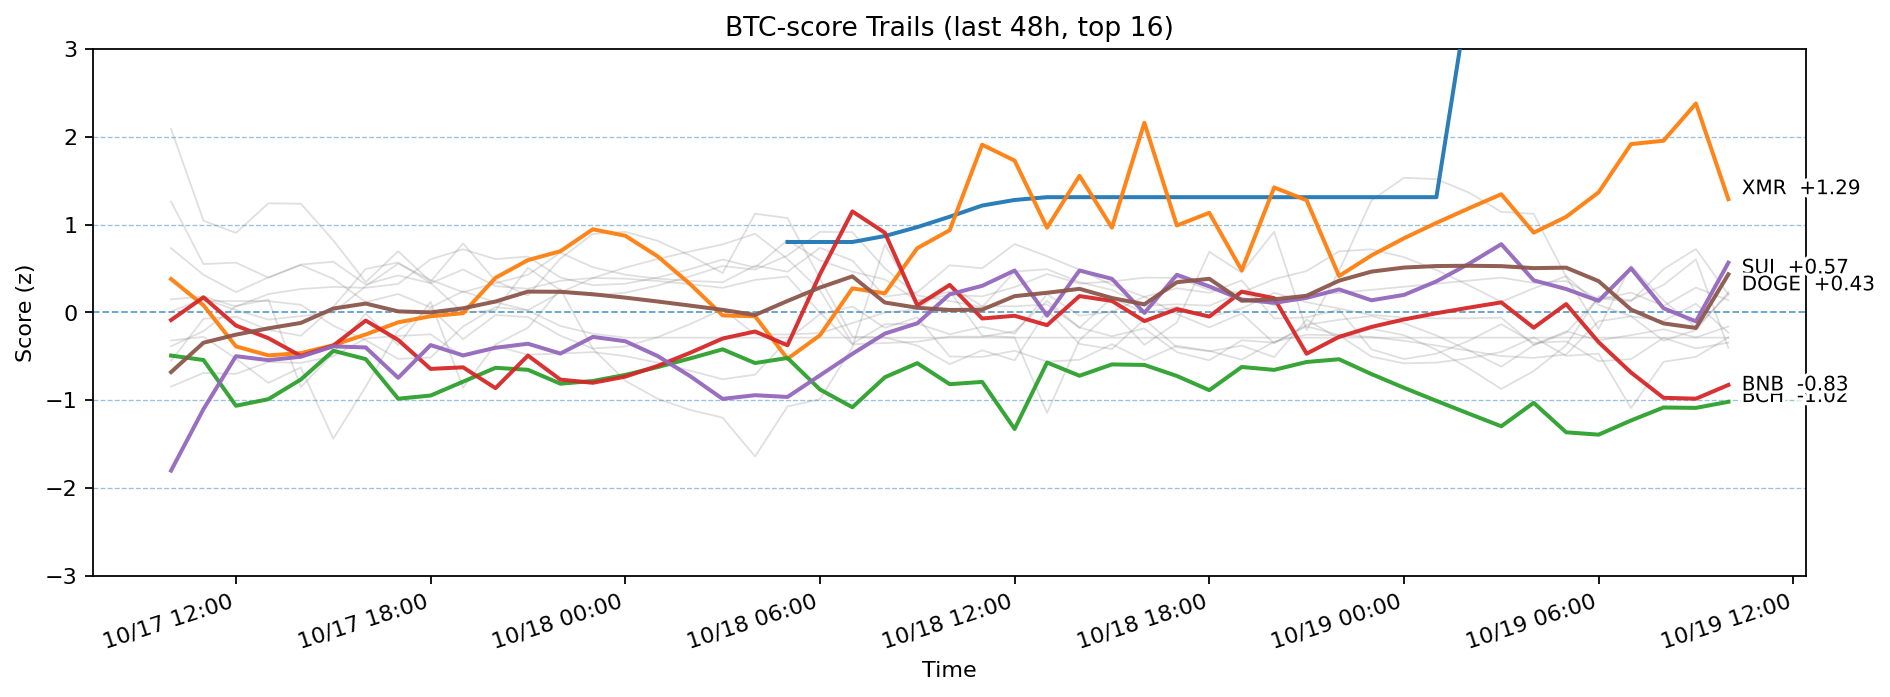 BTC-score Trails (last 48h, top 16)
Score (z)
3
2
1
0
−1
−2
−3
XMR +1.29
SUI +0.57
DOGE +0.43
BNB -0.83
BCH -1.02
10/17 12:00
10/17 18:00
10/18 00:00
10/18 06:00
10/18 12:00
10/18 18:00
10/19 00:00
10/19 06:00
10/19 12:00
Time